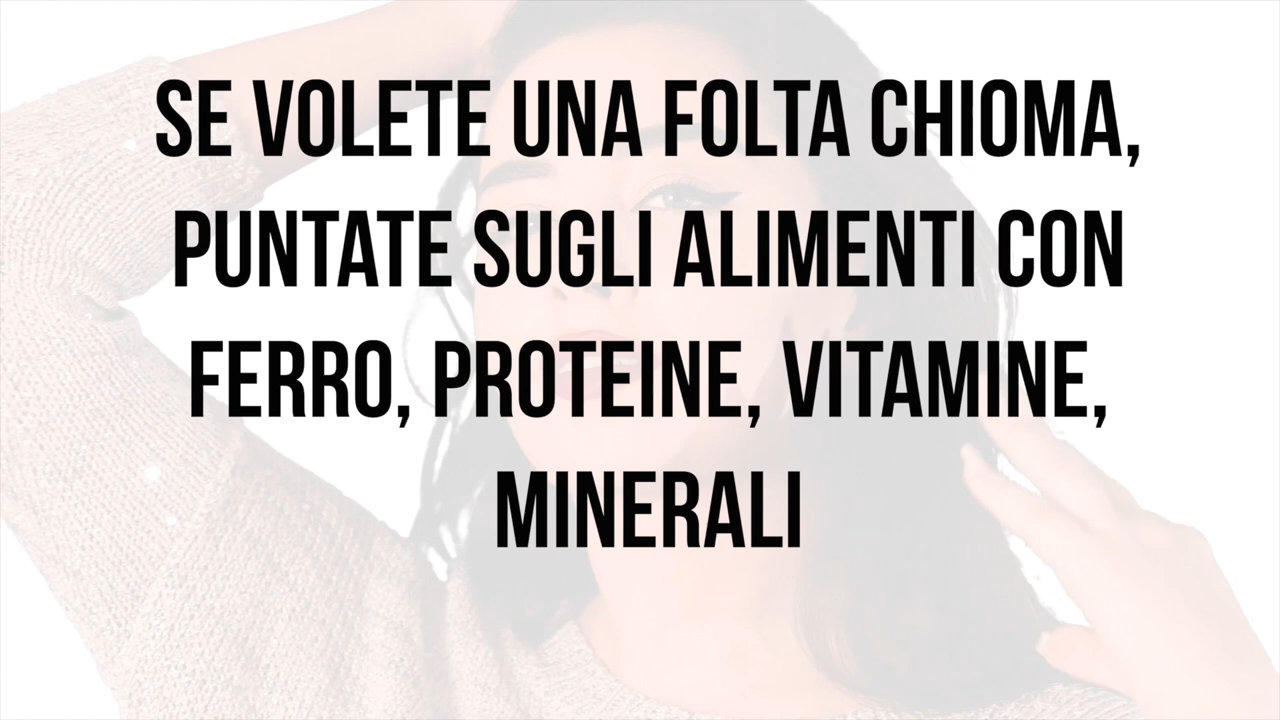 SE VOLETE UNA FOLTA CHIOMA,
PUNTATE SUGLI ALIMENTI CON
FERRO, PROTEINE, VITAMINE,
MINERALI